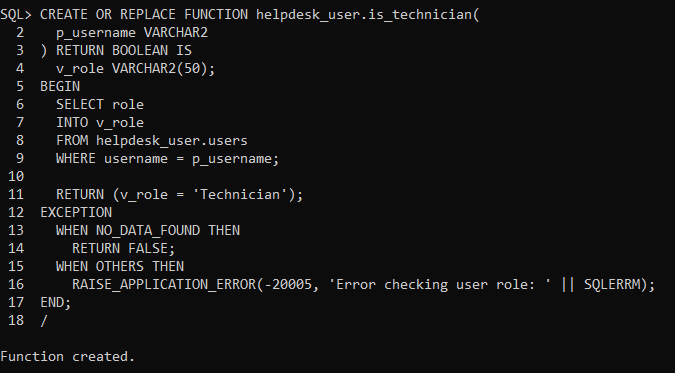 SQL> CREATE OR REPLACE FUNCTION helpdesk_user.is_technician(
  2    p_username VARCHAR2
  3  ) RETURN BOOLEAN IS
  4    v_role VARCHAR2(50);
  5  BEGIN
  6    SELECT role
  7    INTO v_role
  8    FROM helpdesk_user.users
  9    WHERE username = p_username;
 10
 11    RETURN (v_role = 'Technician');
 12  EXCEPTION
 13    WHEN NO_DATA_FOUND THEN
 14      RETURN FALSE;
 15    WHEN OTHERS THEN
 16      RAISE_APPLICATION_ERROR(-20005, 'Error checking user role: ' || SQLERRM);
 17  END;
 18  /

Function created.